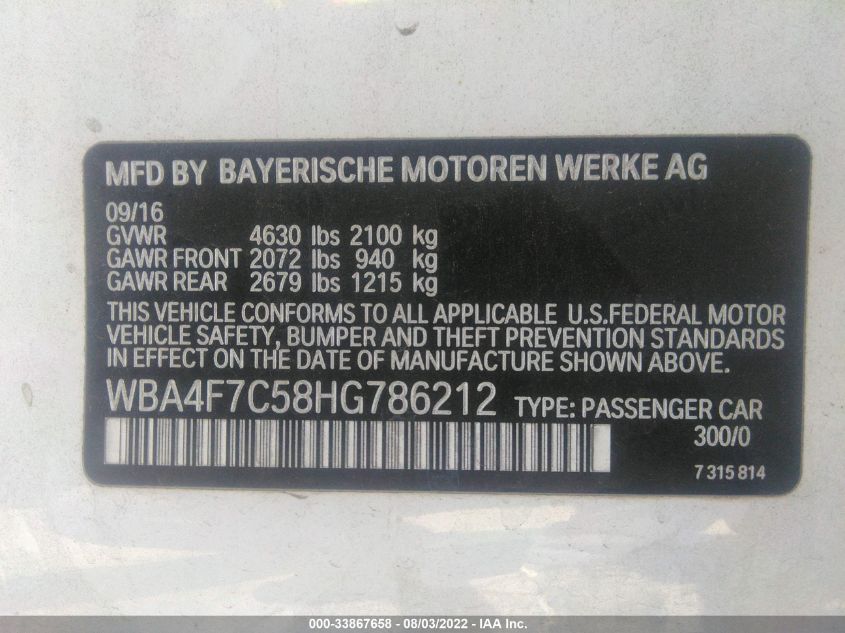 MFD BY BAYERISCHE MOTOREN WERKE AG
09/16
GVWR 4630 lbs 2100 kg
GAWR FRONT 2072 lbs 940 kg
GAWR REAR 2679 lbs 1215 kg
THIS VEHICLE CONFORMS TO ALL APPLICABLE U.S.FEDERAL MOTOR
VEHICLE SAFETY, BUMPER AND THEFT PREVENTION STANDARDS
IN EFFECT ON THE DATE OF MANUFACTURE SHOWN ABOVE.
WBA4F7C58HG786212 TYPE: PASSENGER CAR
300/0
7 315 814
000-33867658 - 08/03/2022 - IAA Inc.